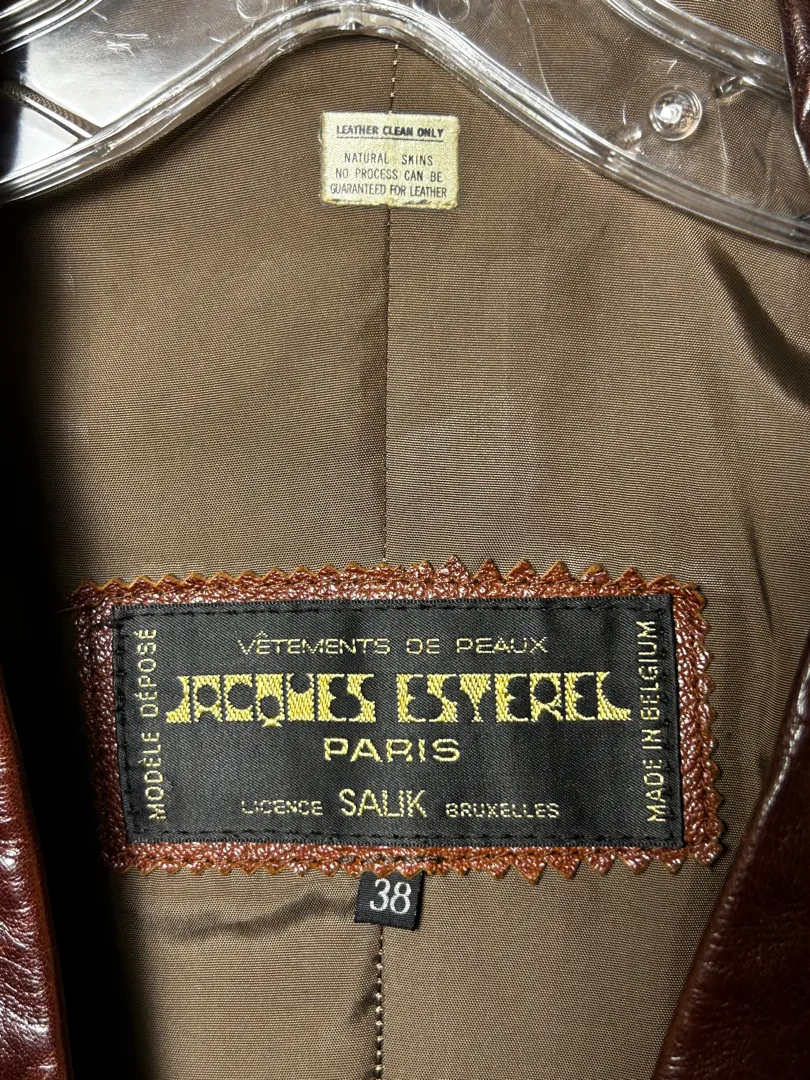 LEATHER CLEAN ONLY
NATURAL SKINS
NO PROCESS CAN BE
GUARANTEED FOR LEATHER
MODÈLE DÉPOSÉ
VÊTEMENTS DE PEAUX
JACQUES ESTEREL
PARIS
LICENCE SALIK BRUXELLES
MADE IN BELGIUM
38